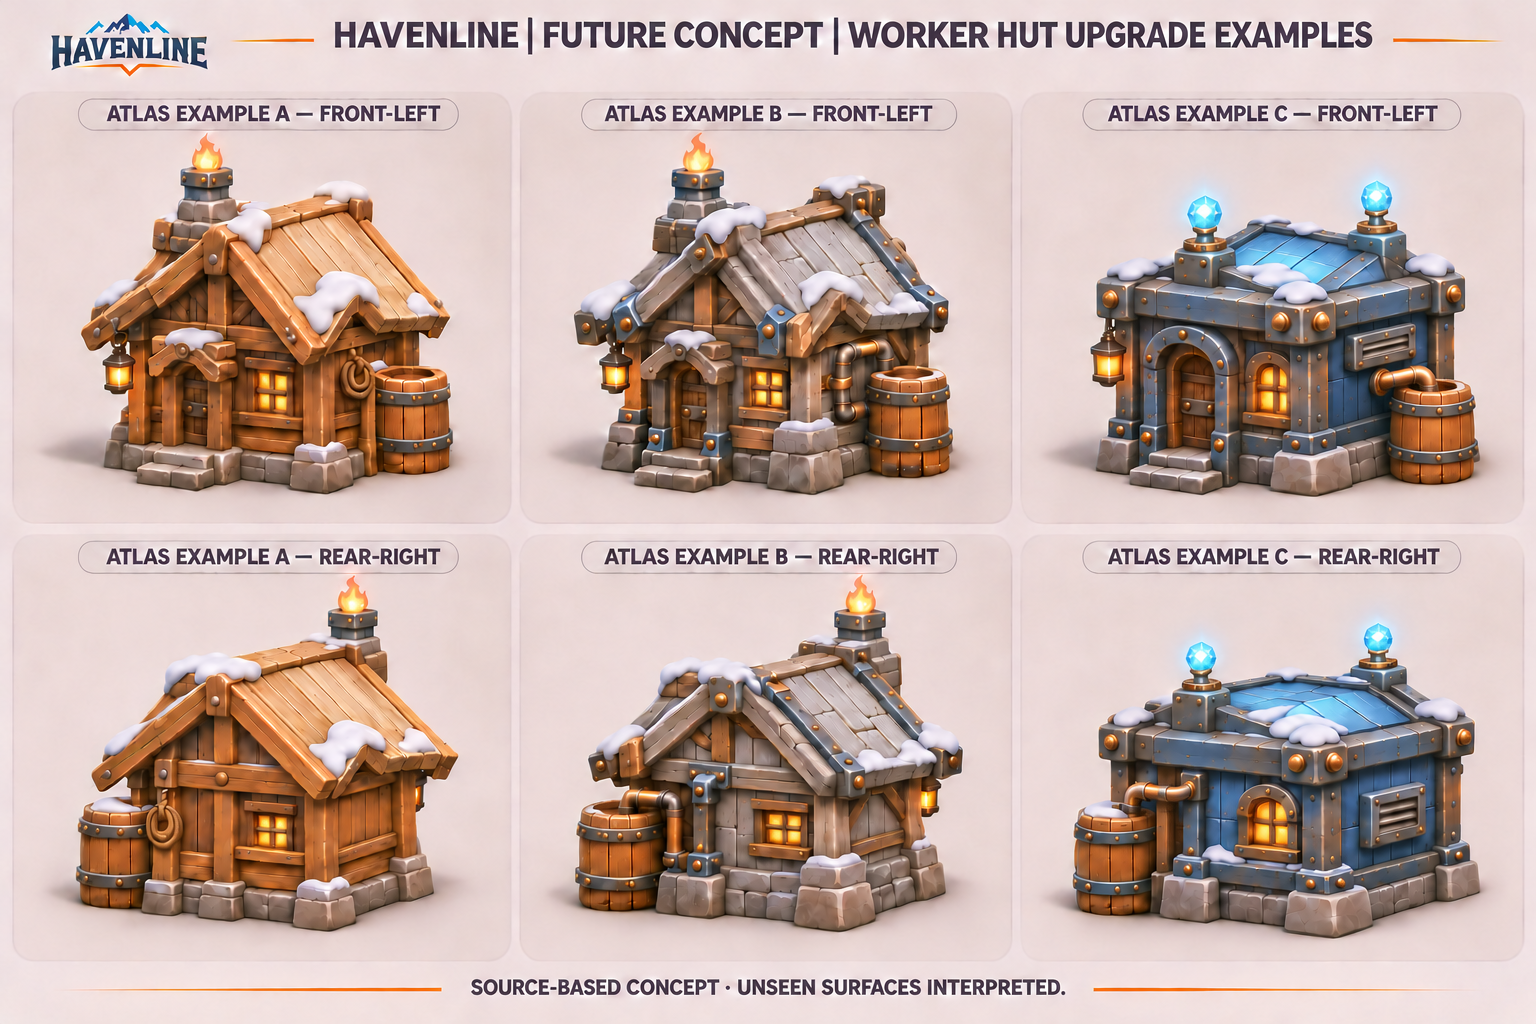 HAVENLINE
HAVENLINE | FUTURE CONCEPT | WORKER HUT UPGRADE EXAMPLES
ATLAS EXAMPLE A — FRONT-LEFT
ATLAS EXAMPLE B — FRONT-LEFT
ATLAS EXAMPLE C — FRONT-LEFT
ATLAS EXAMPLE A — REAR-RIGHT
ATLAS EXAMPLE B — REAR-RIGHT
ATLAS EXAMPLE C — REAR-RIGHT
SOURCE-BASED CONCEPT · UNSEEN SURFACES INTERPRETED.